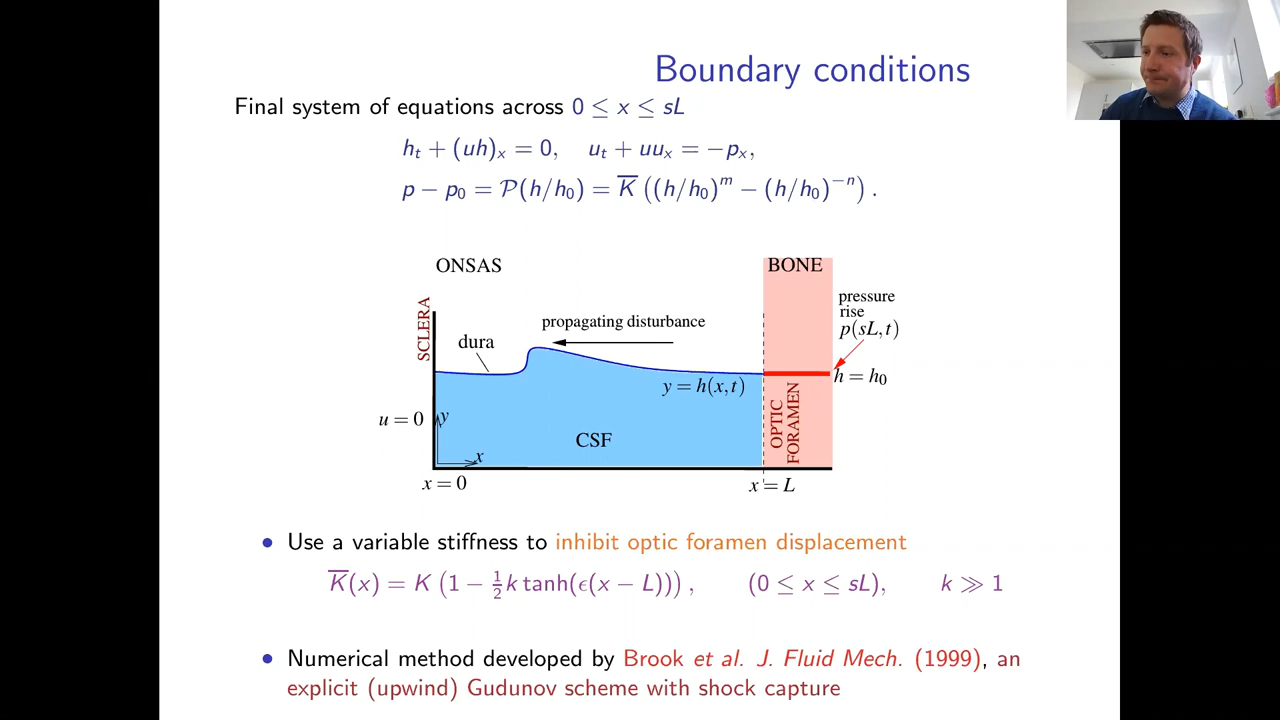 Boundary conditions
Final system of equations across 0 ≤ x ≤ sL
h_t + (uh)_x = 0,   u_t + uu_x = −p_x,
p − p_0 = 𝒫(h/h_0) = K̅ ((h/h_0)^m − (h/h_0)^{−n}) .
ONSAS
BONE
SCLERA
pressure
rise
p(sL,t)
propagating disturbance
dura
h = h_0
y = h(x,t)
OPTIC
FORAMEN
u = 0
y
CSF
x
x = 0
x = L
• Use a variable stiffness to inhibit optic foramen displacement
K̅(x) = K (1 − ½k tanh(ϵ(x − L))) ,   (0 ≤ x ≤ sL),   k ≫ 1
• Numerical method developed by Brook et al. J. Fluid Mech. (1999), an
explicit (upwind) Gudunov scheme with shock capture